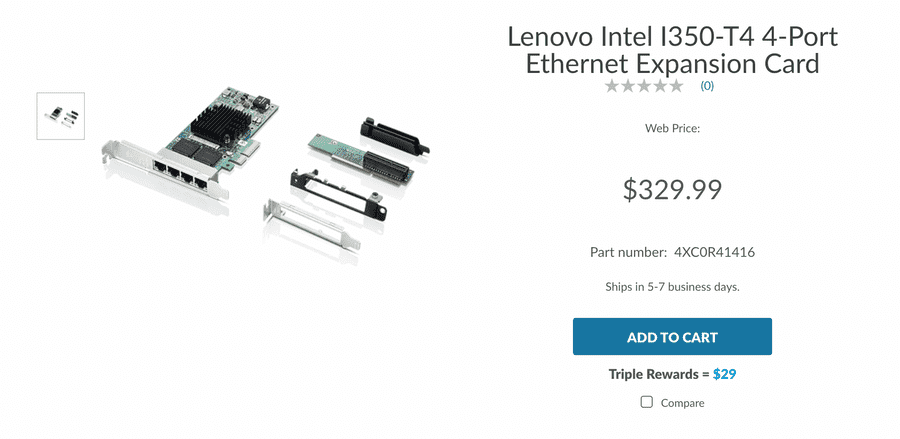 Lenovo Intel I350-T4 4-Port
Ethernet Expansion Card
(0)
Web Price:
$329.99
Part number: 4XC0R41416
Ships in 5-7 business days.
ADD TO CART
Triple Rewards = $29
Compare